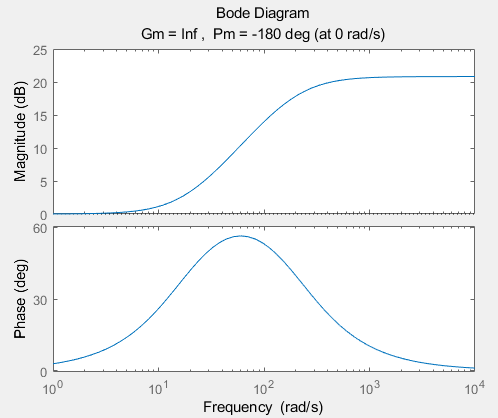 Bode Diagram
Gm = Inf ,  Pm = -180 deg (at 0 rad/s)
25
20
15
10
5
0
Magnitude (dB)
60
30
0
Phase (deg)
10^0 10^1 10^2 10^3 10^4
Frequency  (rad/s)